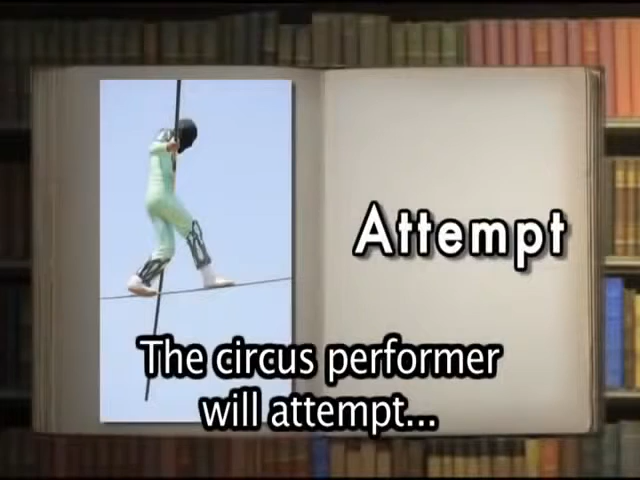 Attempt
The circus performer
will attempt...